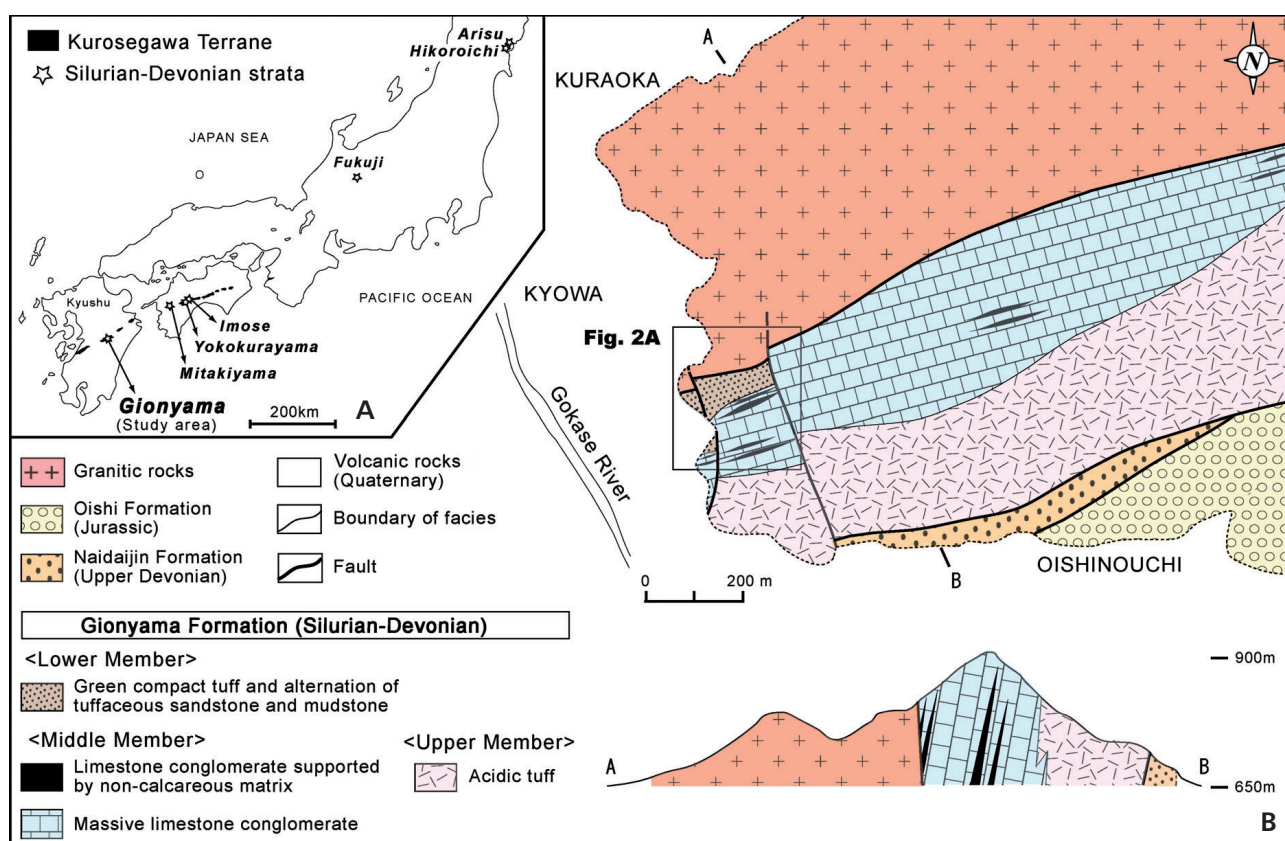 Kurosegawa Terrane
Silurian-Devonian strata
Arisu
Hikoroichi
JAPAN SEA
Fukuji
PACIFIC OCEAN
Kyushu
Imose
Yokokurayama
Mitakiyama
Gionyama
(Study area)
200km
A
Granitic rocks
Oishi Formation
(Jurassic)
Naidaijin Formation
(Upper Devonian)
Volcanic rocks
(Quaternary)
Boundary of facies
Fault
Gionyama Formation (Silurian-Devonian)
<Lower Member>
Green compact tuff and alternation of
tuffaceous sandstone and mudstone
<Middle Member>
Limestone conglomerate supported
by non-calcareous matrix
Massive limestone conglomerate
<Upper Member>
Acidic tuff
A
KURAOKA
N
KYOWA
Fig. 2A
Gokase River
0 200 m
OISHINOUCHI
B
900m
A
B
650m
B